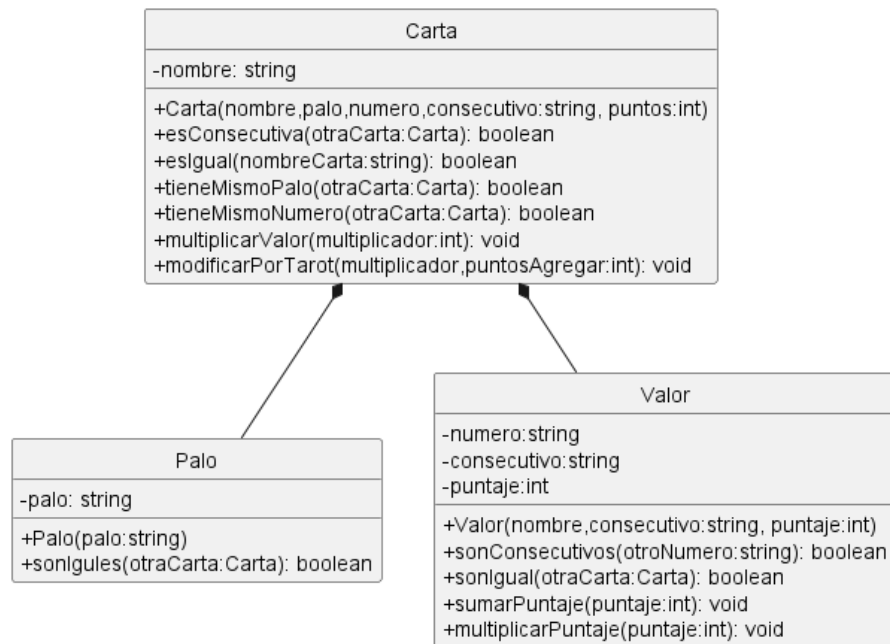 Carta
-nombre: string
+Carta(nombre,palo,numero,consecutivo:string, puntos:int)
+esConsecutiva(otraCarta:Carta): boolean
+esIgual(nombreCarta:string): boolean
+tieneMismoPalo(otraCarta:Carta): boolean
+tieneMismoNumero(otraCarta:Carta): boolean
+multiplicarValor(multiplicador:int): void
+modificarPorTarot(multiplicador,puntosAgregar:int): void
Palo
-palo: string
+Palo(palo:string)
+sonIgules(otraCarta:Carta): boolean
Valor
-numero:string
-consecutivo:string
-puntaje:int
+Valor(nombre,consecutivo:string, puntaje:int)
+sonConsecutivos(otroNumero:string): boolean
+sonIgual(otraCarta:Carta): boolean
+sumarPuntaje(puntaje:int): void
+multiplicarPuntaje(puntaje:int): void